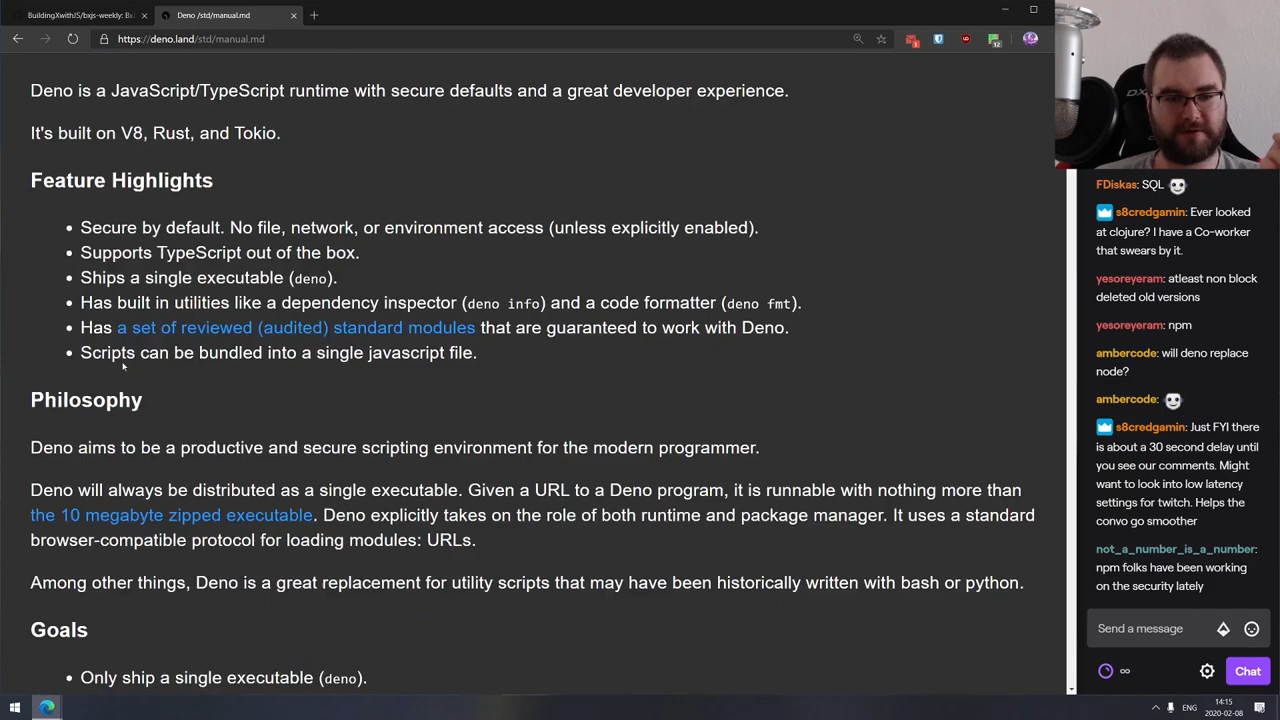 BuildingXwithJS/bxjs-weekly: B
Deno /std/manual.md
https://deno.land/std/manual.md
1
12
Deno is a JavaScript/TypeScript runtime with secure defaults and a great developer experience.
It's built on V8, Rust, and Tokio.
Feature Highlights
• Secure by default. No file, network, or environment access (unless explicitly enabled).
• Supports TypeScript out of the box.
• Ships a single executable (deno).
• Has built in utilities like a dependency inspector (deno info) and a code formatter (deno fmt).
• Has a set of reviewed (audited) standard modules that are guaranteed to work with Deno.
• Scripts can be bundled into a single javascript file.
Philosophy
Deno aims to be a productive and secure scripting environment for the modern programmer.
Deno will always be distributed as a single executable. Given a URL to a Deno program, it is runnable with nothing more than
the 10 megabyte zipped executable. Deno explicitly takes on the role of both runtime and package manager. It uses a standard
browser-compatible protocol for loading modules: URLs.
Among other things, Deno is a great replacement for utility scripts that may have been historically written with bash or python.
Goals
• Only ship a single executable (deno).
FDiskas: SQL
s8credgamin: Ever looked
at clojure? I have a Co-worker
that swears by it.
yesoreyeram: atleast non block
deleted old versions
yesoreyeram: npm
ambercode: will deno replace
node?
ambercode:
s8credgamin: Just FYI there
is about a 30 second delay until
you see our comments. Might
want to look into low latency
settings for twitch. Helps the
convo go smoother
not_a_number_is_a_number:
npm folks have been working
on the security lately
Send a message
∞
Chat
ENG
14:15
2020-02-08